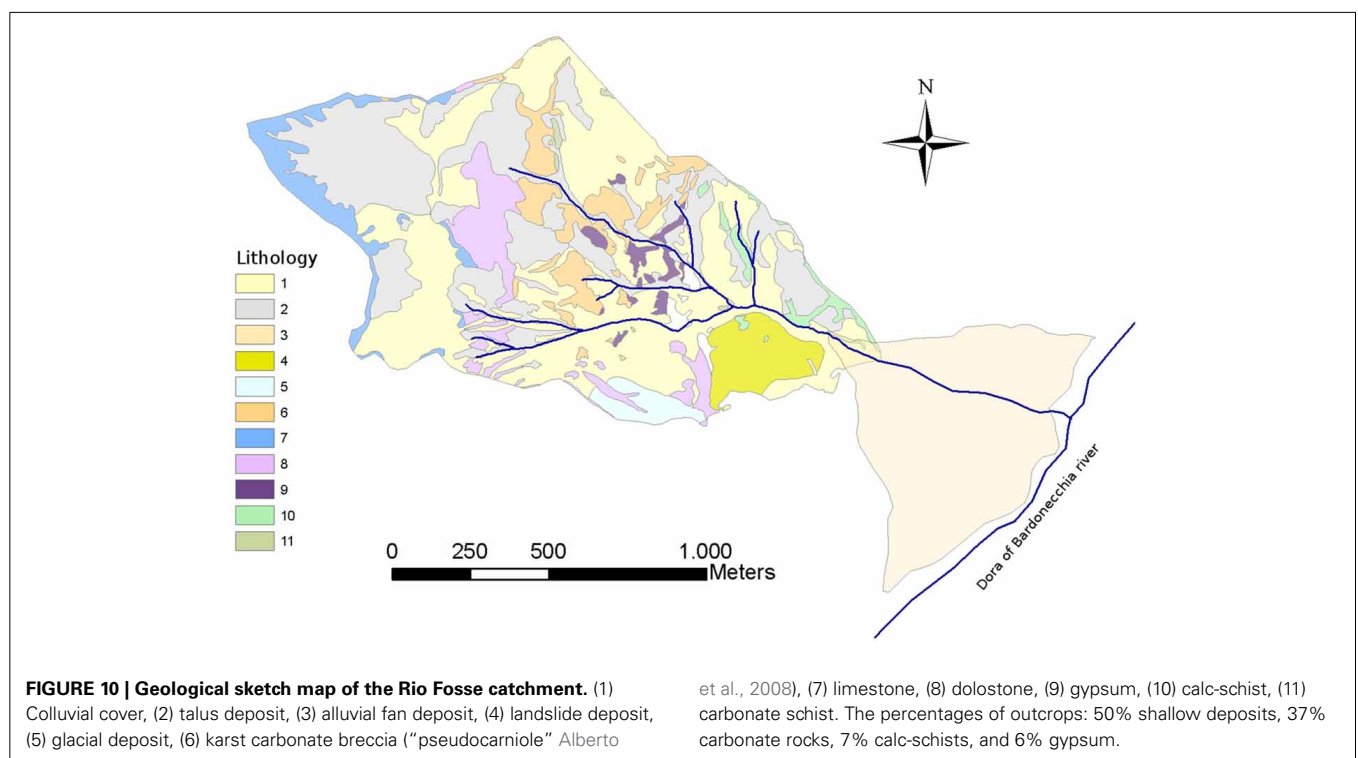 N
Lithology
1
2
3
4
5
6
7
8
9
10
11
0 250 500 1.000
Meters
Dora of Bardonecchia river
FIGURE 10 | Geological sketch map of the Rio Fosse catchment. (1)
Colluvial cover, (2) talus deposit, (3) alluvial fan deposit, (4) landslide deposit,
(5) glacial deposit, (6) karst carbonate breccia (“pseudocarniole” Alberto
et al., 2008), (7) limestone, (8) dolostone, (9) gypsum, (10) calc-schist, (11)
carbonate schist. The percentages of outcrops: 50% shallow deposits, 37%
carbonate rocks, 7% calc-schists, and 6% gypsum.